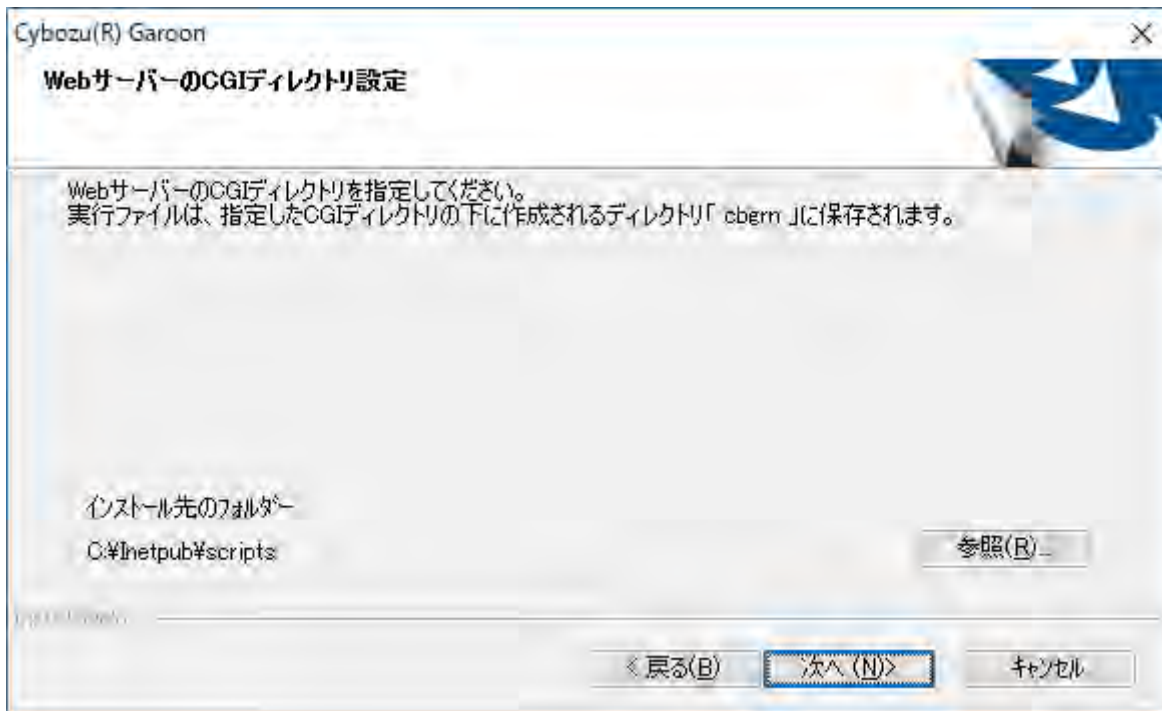 Cybozu(R) Garoon
WebサーバーのCGIディレクトリ設定
WebサーバーのCGIディレクトリを指定してください。
実行ファイルは、指定したCGIディレクトリの下に作成されるディレクトリ「 cbgrn 」に保存されます。
インストール先のフォルダー
C:¥Inetpub¥scripts
参照(R)...
InstallShield
< 戻る(B)
次へ (N)>
キャンセル